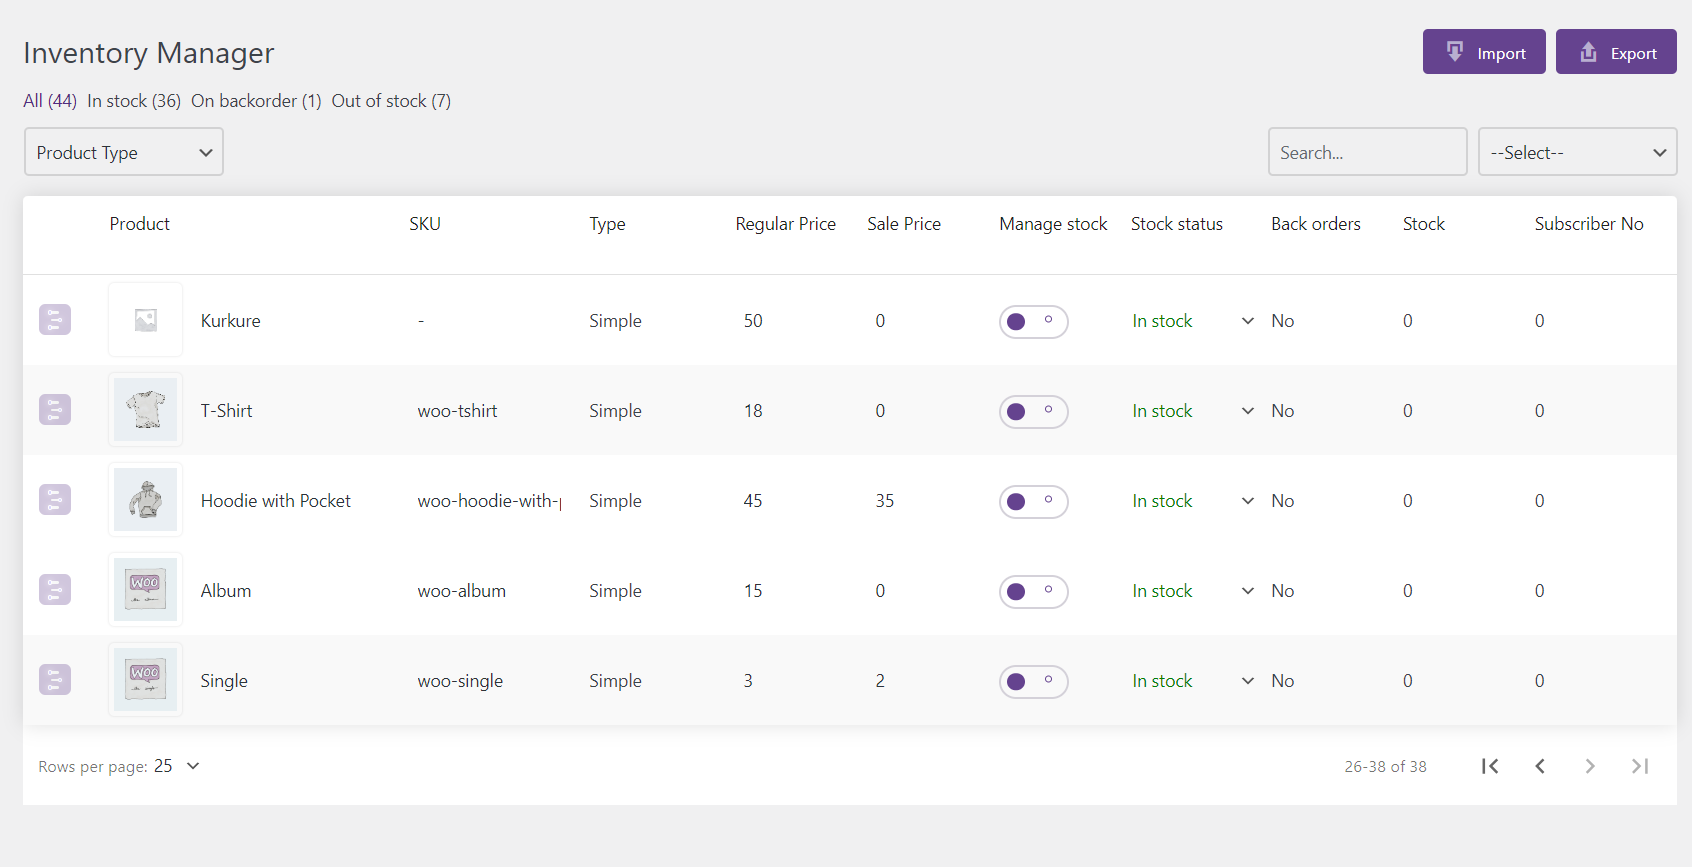 Inventory Manager
Import
Export
All (44) In stock (36) On backorder (1) Out of stock (7)
Product Type
Search...
--Select--
Product SKU Type Regular Price Sale Price Manage stock Stock status Back orders Stock Subscriber No
Kurkure - Simple 50 0 In stock No 0 0
T-Shirt woo-tshirt Simple 18 0 In stock No 0 0
Hoodie with Pocket woo-hoodie-with- Simple 45 35 In stock No 0 0
WOO
Album woo-album Simple 15 0 In stock No 0 0
WOO
Single woo-single Simple 3 2 In stock No 0 0
Rows per page: 25 26-38 of 38